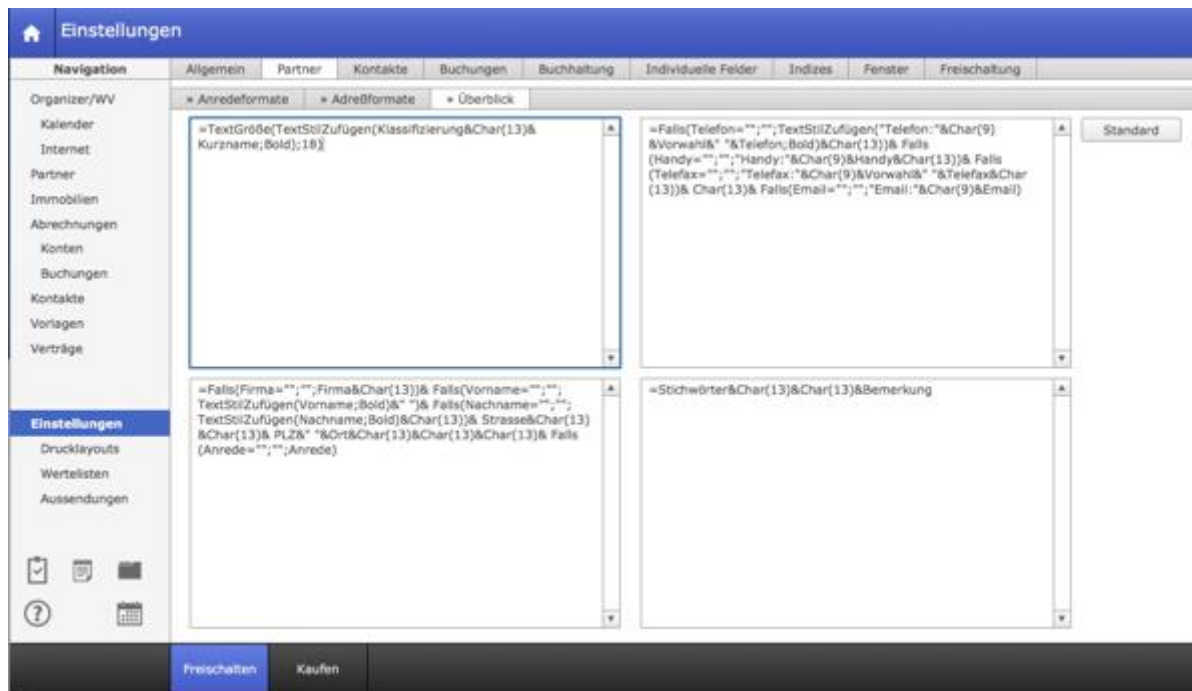 Einstellungen
Navigation
Allgemein
Partner
Kontakte
Buchungen
Buchhaltung
Individuelle Felder
Indizes
Fenster
Freischaltung
Organizer/WV
Kalender
Internet
Partner
Immobilien
Abrechnungen
Konten
Buchungen
Kontakte
Vorlagen
Verträge
Einstellungen
Drucklayouts
Wertelisten
Aussendungen
» Anredeformate
» Adreßformate
» Überblick
=TextGröße(TextStilZufügen(Klassifizierung&Char(13)&
Kurzname;Bold);18)
=Falls(Telefon="";"";TextStilZufügen("Telefon:"&Char(9)
&Vorwahl&" "&Telefon;Bold)&Char(13))& Falls
(Handy="";"";"Handy:"&Char(9)&Handy&Char(13))& Falls
(Telefax="";"";"Telefax:"&Char(9)&Vorwahl&" "&Telefax&Char
(13))& Char(13)& Falls(Email="";"";"Email:"&Char(9)&Email)
Standard
=Falls(Firma="";"";Firma&Char(13))& Falls(Vorname="";"";
TextStilZufügen(Vorname;Bold)&" ")& Falls(Nachname="";"";
TextStilZufügen(Nachname;Bold)&Char(13))& Strasse&Char(13)
&Char(13)& PLZ&" "&Ort&Char(13)&Char(13)&Char(13)& Falls
(Anrede="";"";Anrede)
=Stichwörter&Char(13)&Char(13)&Bemerkung
Freischalten
Kaufen